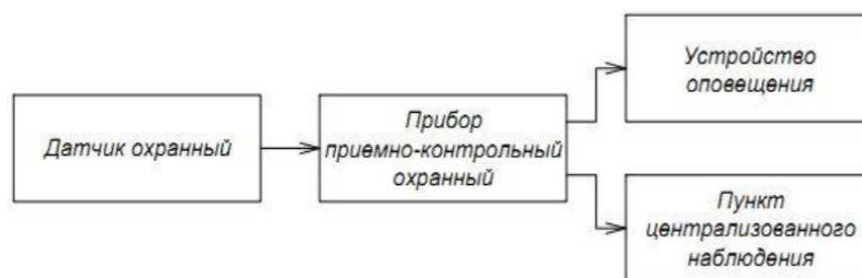 Датчик охранный
Прибор
приемно-контрольный
охранный
Устройство
оповещения
Пункт
централизованного
наблюдения